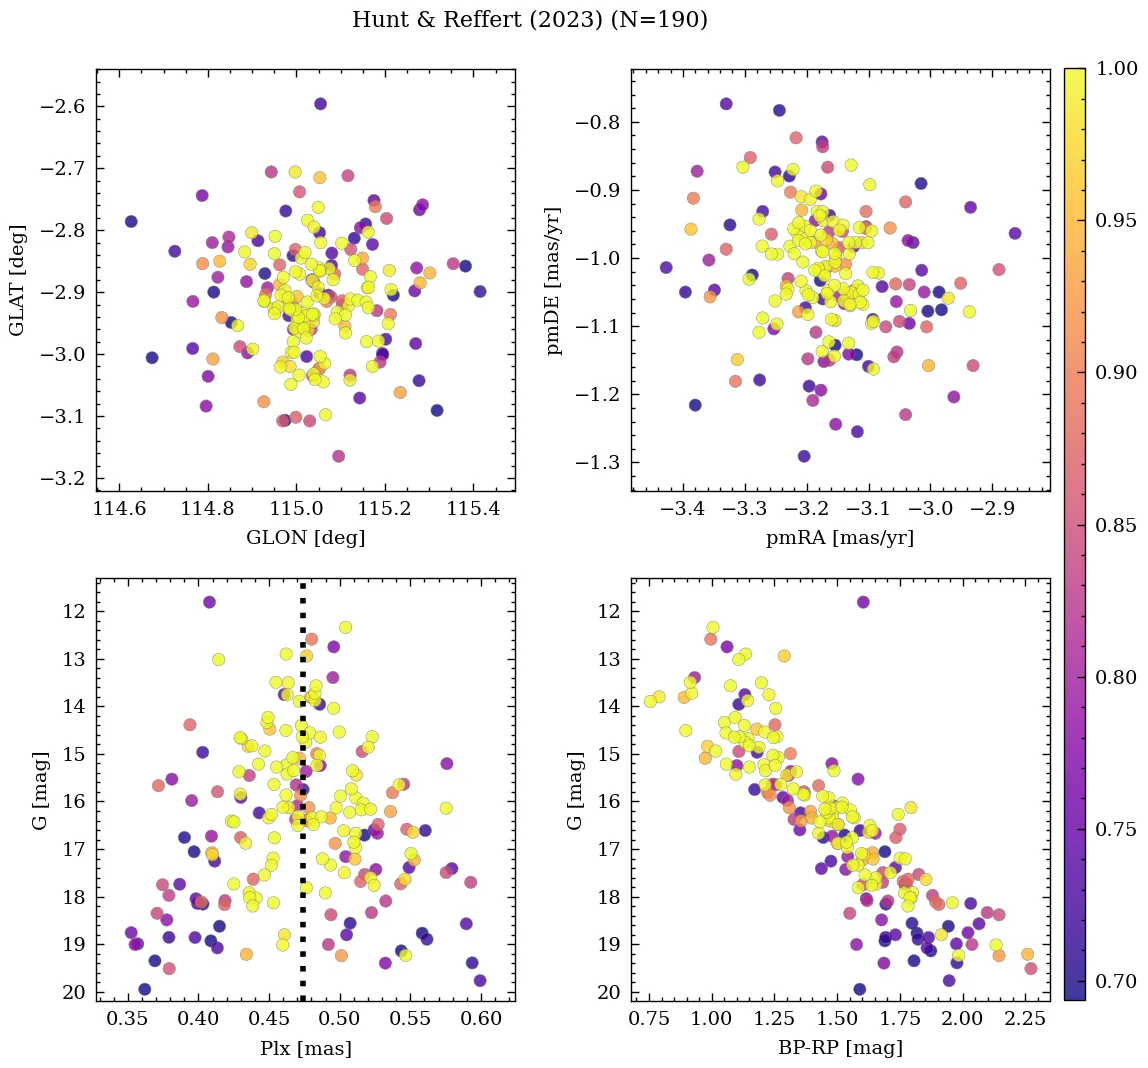 Hunt & Reffert (2023) (N=190)
−2.6
−2.7
−2.8
−2.9
−3.0
−3.1
−3.2
GLAT [deg]
114.6 114.8 115.0 115.2 115.4
GLON [deg]
−0.8
−0.9
−1.0
−1.1
−1.2
−1.3
pmDE [mas/yr]
−3.4 −3.3 −3.2 −3.1 −3.0 −2.9
pmRA [mas/yr]
12
13
14
15
16
17
18
19
20
G [mag]
0.35 0.40 0.45 0.50 0.55 0.60
Plx [mas]
12
13
14
15
16
17
18
19
20
G [mag]
0.75 1.00 1.25 1.50 1.75 2.00 2.25
BP-RP [mag]
1.00
0.95
0.90
0.85
0.80
0.75
0.70